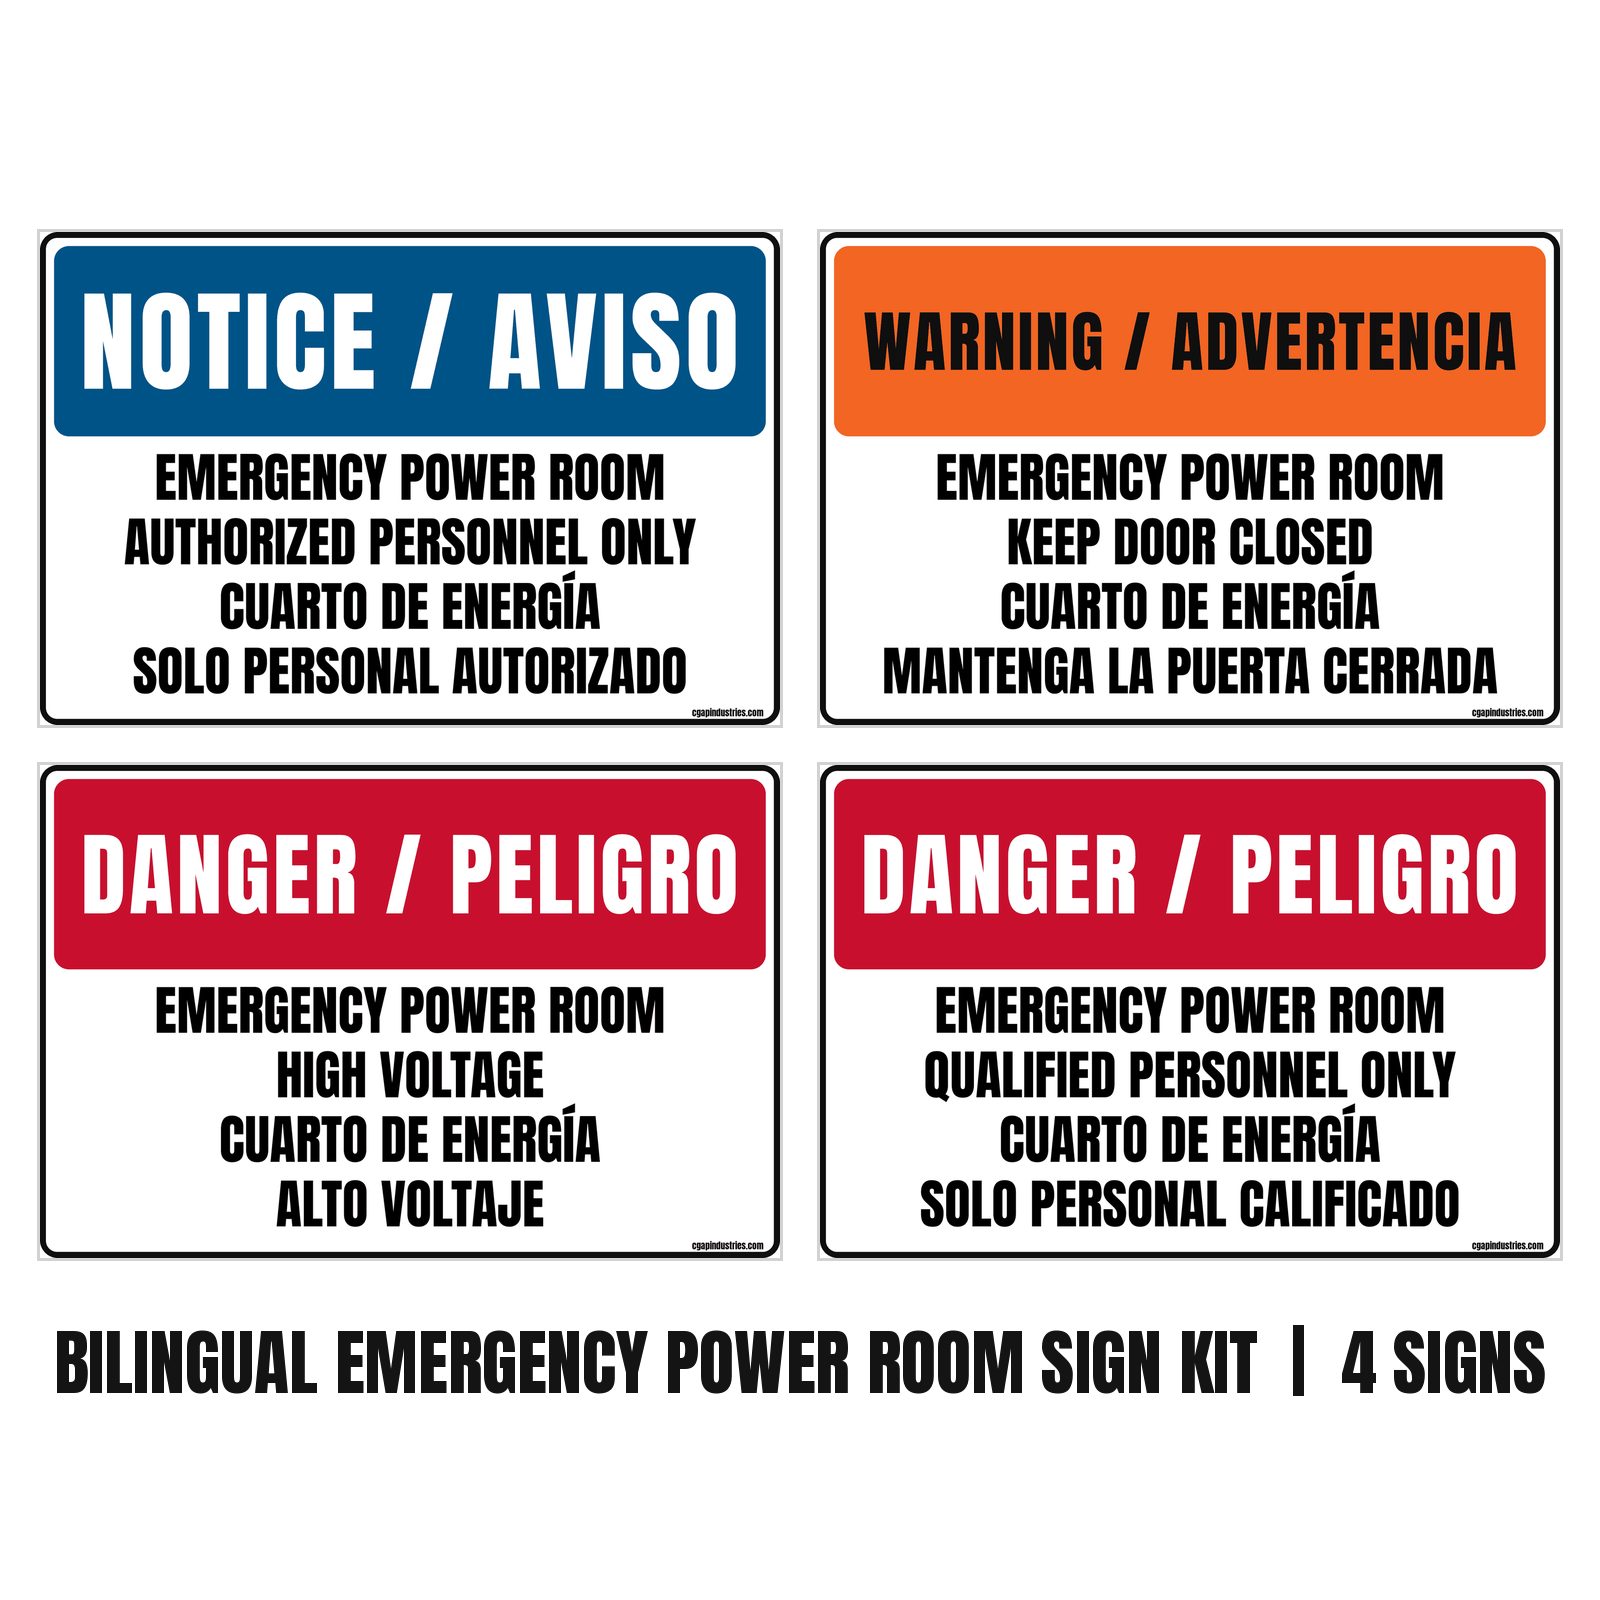 NOTICE / AVISO
EMERGENCY POWER ROOM
AUTHORIZED PERSONNEL ONLY
CUARTO DE ENERGÍA
SOLO PERSONAL AUTORIZADO
cgapindustries.com
WARNING / ADVERTENCIA
EMERGENCY POWER ROOM
KEEP DOOR CLOSED
CUARTO DE ENERGÍA
MANTENGA LA PUERTA CERRADA
cgapindustries.com
DANGER / PELIGRO
EMERGENCY POWER ROOM
HIGH VOLTAGE
CUARTO DE ENERGÍA
ALTO VOLTAJE
cgapindustries.com
DANGER / PELIGRO
EMERGENCY POWER ROOM
QUALIFIED PERSONNEL ONLY
CUARTO DE ENERGÍA
SOLO PERSONAL CALIFICADO
cgapindustries.com
BILINGUAL EMERGENCY POWER ROOM SIGN KIT | 4 SIGNS